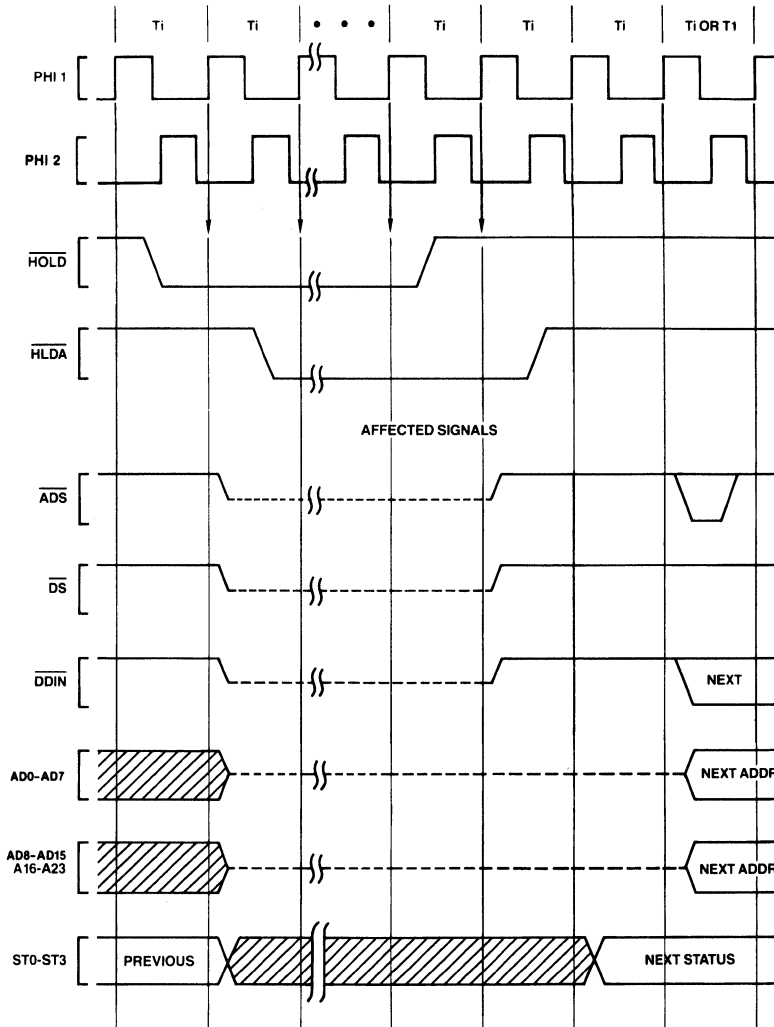 Ti Ti • • • Ti Ti Ti Ti OR T1
PHI 1
PHI 2
HOLD
HLDA
AFFECTED SIGNALS
ADS
DS
DDIN NEXT
AD0-AD7 NEXT ADDR
AD8-AD15
A16-A23 NEXT ADDR
ST0-ST3 PREVIOUS NEXT STATUS